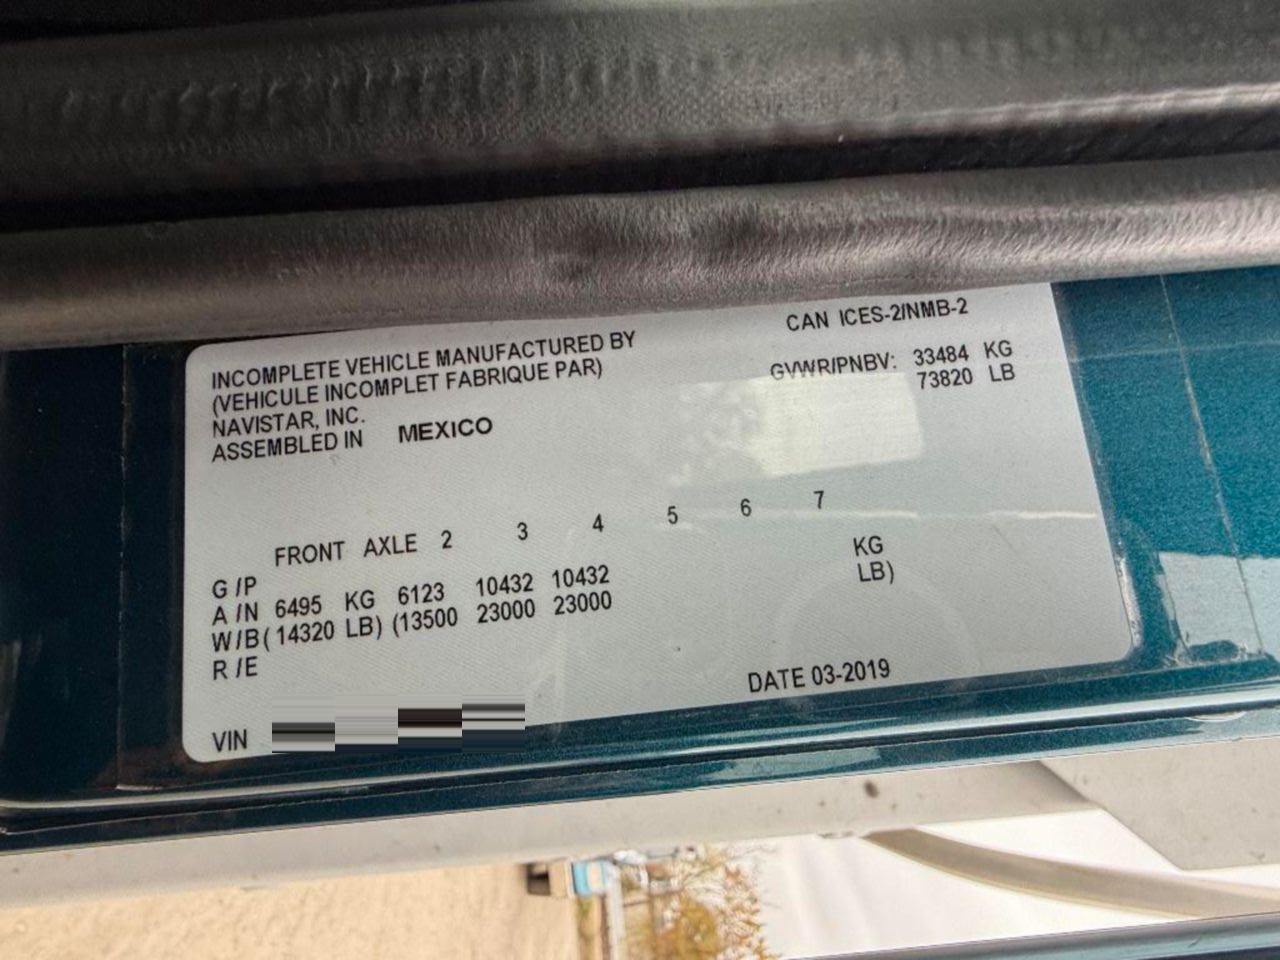 CAN ICES-2/NMB-2
INCOMPLETE VEHICLE MANUFACTURED BY
(VEHICULE INCOMPLET FABRIQUE PAR)
NAVISTAR, INC.
ASSEMBLED IN MEXICO
GVWR/PNBV: 33484 KG
73820 LB
FRONT AXLE 2 3 4 5 6 7
G /P
A /N 6495 KG 6123 10432 10432 KG
W/B( 14320 LB) (13500 23000 23000 LB)
R /E
DATE 03-2019
VIN